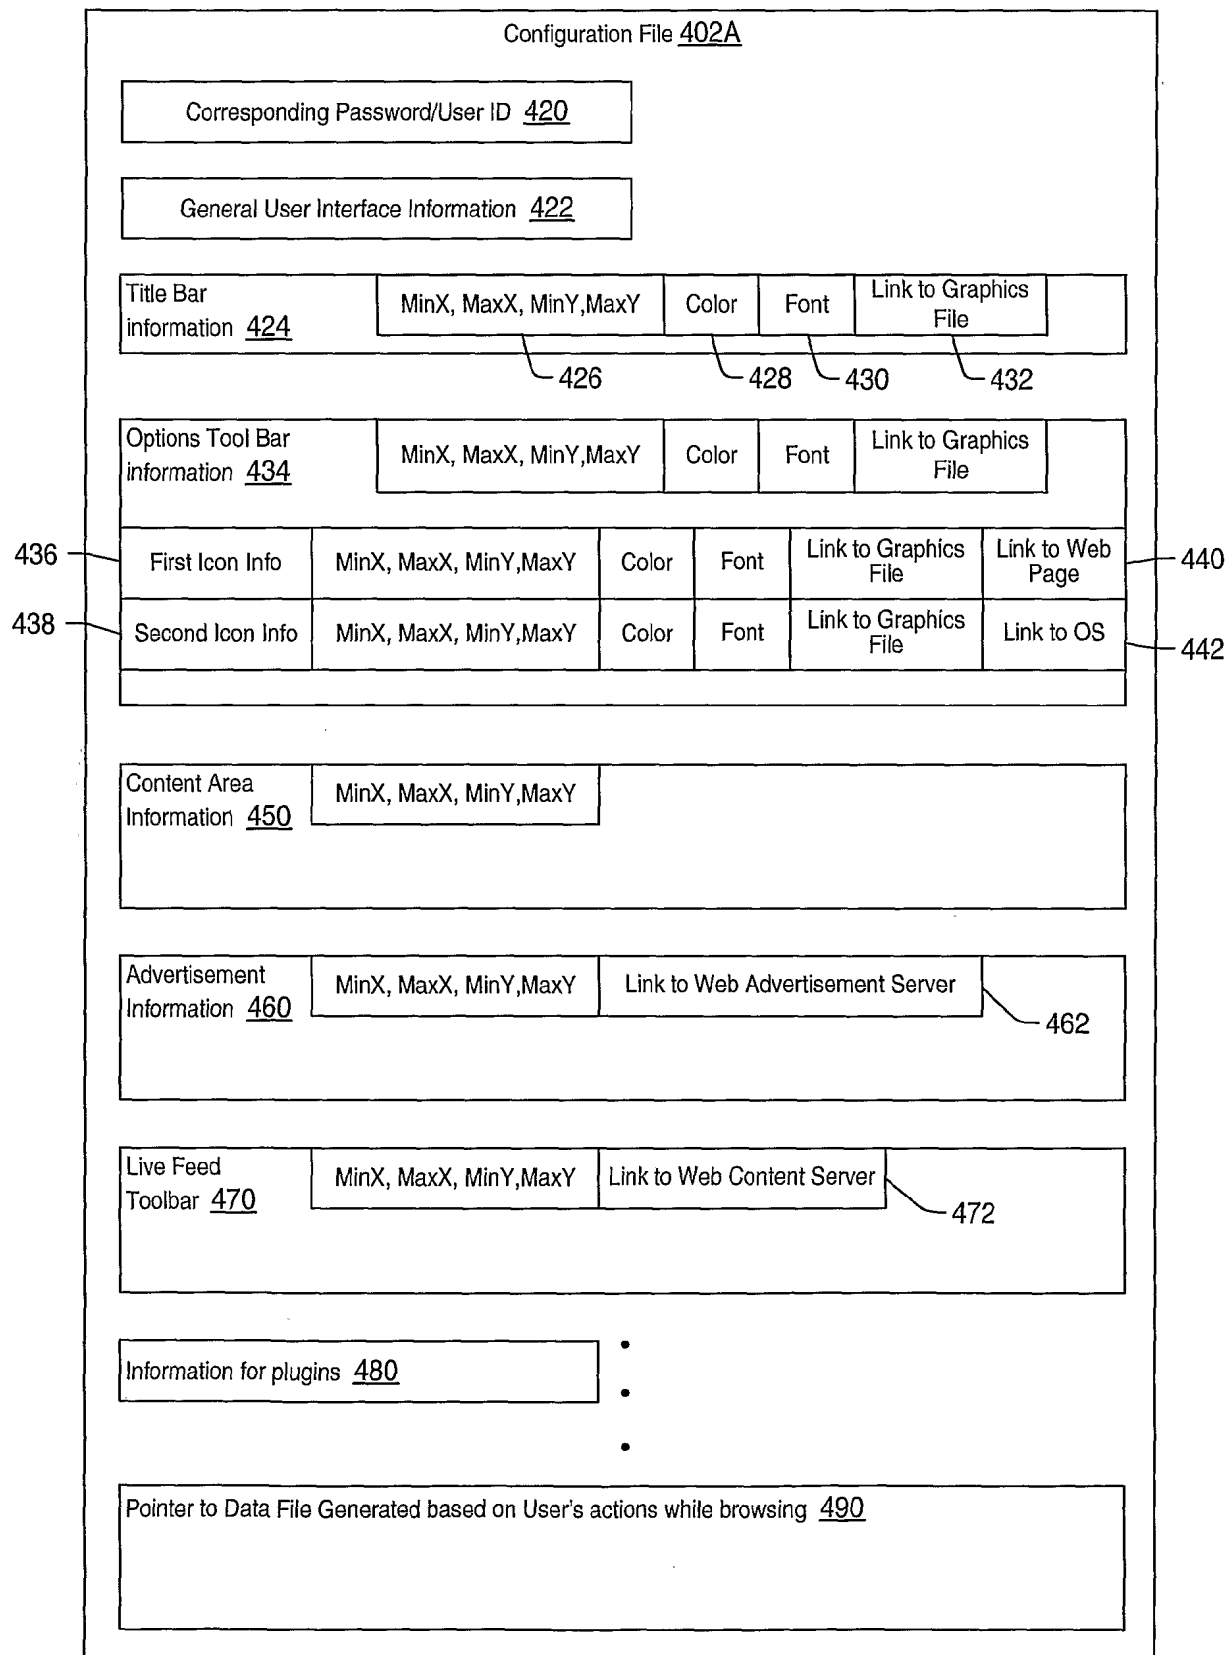 Configuration File 402A
Corresponding Password/User ID 420
General User Interface Information 422
Title Bar
information 424
MinX, MaxX, MinY,MaxY
Color
Font
Link to Graphics
File
426
428
430
432
Options Tool Bar
information 434
MinX, MaxX, MinY,MaxY
Color
Font
Link to Graphics
File
436
First Icon Info
MinX, MaxX, MinY,MaxY
Color
Font
Link to Graphics
File
Link to Web
Page
440
438
Second Icon Info
MinX, MaxX, MinY,MaxY
Color
Font
Link to Graphics
File
Link to OS
442
Content Area
Information 450
MinX, MaxX, MinY,MaxY
Advertisement
Information 460
MinX, MaxX, MinY,MaxY
Link to Web Advertisement Server
462
Live Feed
Toolbar 470
MinX, MaxX, MinY,MaxY
Link to Web Content Server
472
Information for plugins 480
Pointer to Data File Generated based on User's actions while browsing 490